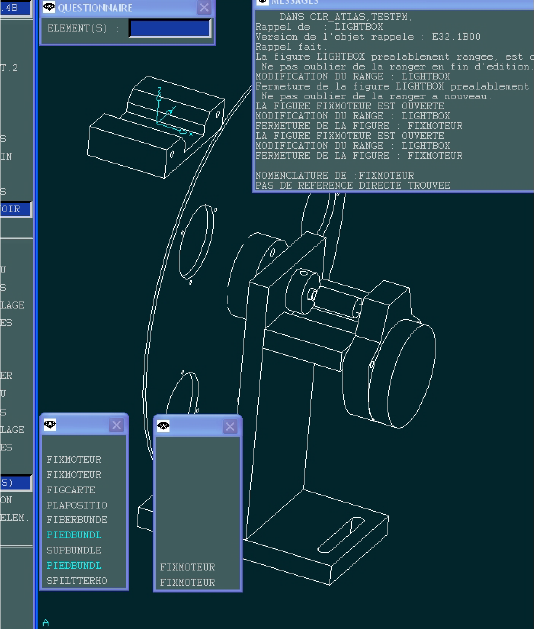 .4B
QUESTIONNAIRE
ELEMENT(S) :
MESSAGES
DANS CLR_ATLAS,TESTPM,
Rappel de  : LIGHTBOX
Version de l'objet rappele : E32.1B00
Rappel fait.
La figure LIGHTBOX prealablement rangee, est o
Ne pas oublier de la ranger en fin d'edition.
MODIFICATION DU RANGE : LIGHTBOX
Fermeture de la figure LIGHTBOX prealablement
Ne pas oublier de la ranger a nouveau
LA FIGURE FIXMOTEUR EST OUVERTE
MODIFICATION DU RANGE : LIGHTBOX
FERMETURE DE LA FIGURE : FIXMOTEUR
LA FIGURE FIXMOTEUR EST OUVERTE
MODIFICATION DU RANGE : LIGHTBOX
FERMETURE DE LA FIGURE : FIXMOTEUR
NOMENCLATURE DE :FIXMOTEUR
PAS DE REFERENCE DIRECTE TROUVEE
T.2
S
IN
S
OIR
U
S
LAGE
ES
ER
U
S
LAGE
ES
S)
ON
ELEM.
FIXMOTEUR
FIXMOTEUR
FIGCARTE
PLAPOSITIO
FIBERBUNDE
PIEDBUNDL
SUPBUNDLE
PIEDBUNDL
SPILTTERHO
FIXMOTEUR
FIXMOTEUR
A